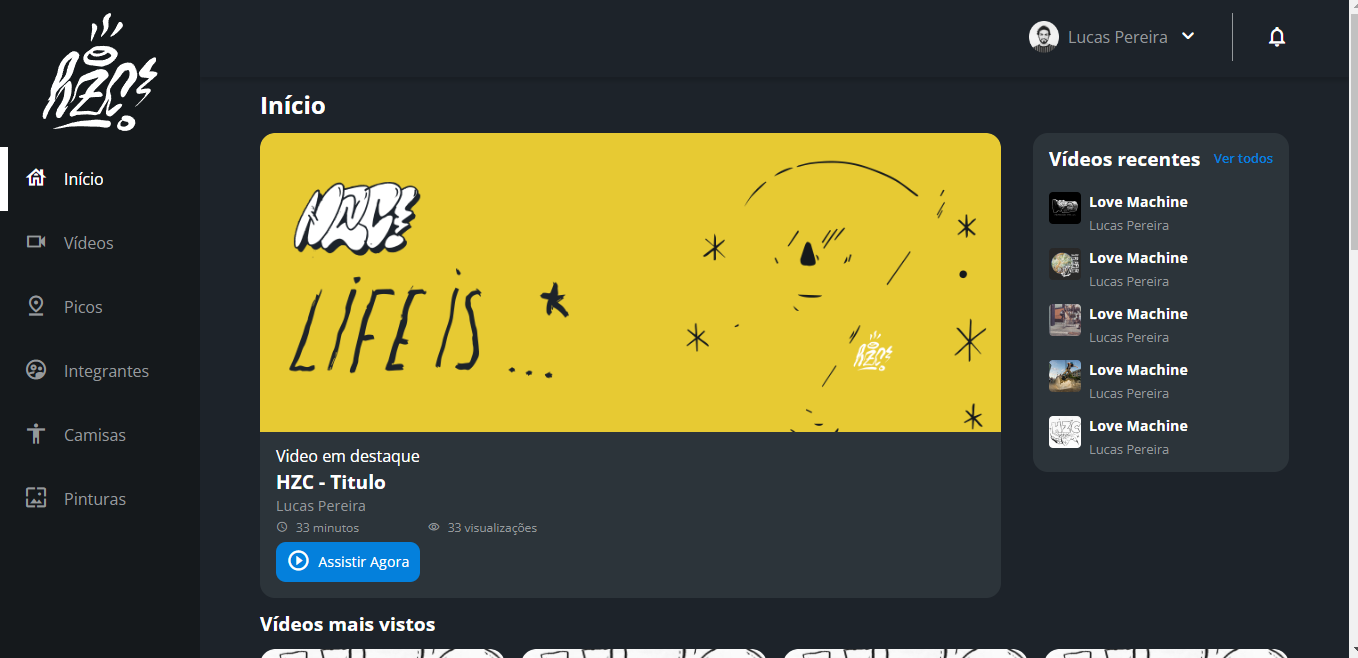 HZC!
Lucas Pereira
Início
Início
Vídeos
Picos
Integrantes
Camisas
Pinturas
HZC!
LIFE IS ...*
HZC!
Video em destaque
HZC - Titulo
Lucas Pereira
33 minutos
33 visualizações
Assistir Agora
Vídeos recentes
Ver todos
Love Machine
Lucas Pereira
Love Machine
Lucas Pereira
Love Machine
Lucas Pereira
Love Machine
Lucas Pereira
Love Machine
Lucas Pereira
Vídeos mais vistos